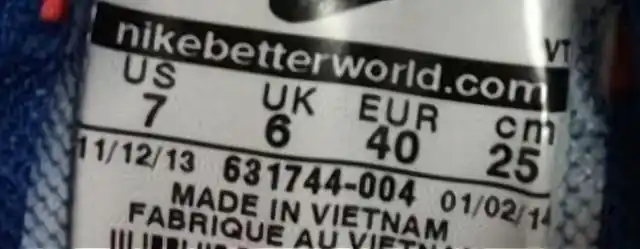 VT
nikebetterworld.com
US UK EUR cm
7 6 40 25
11/12/13 631744-004 01/02/14
MADE IN VIETNAM
FABRIQUE AU VIETNAM